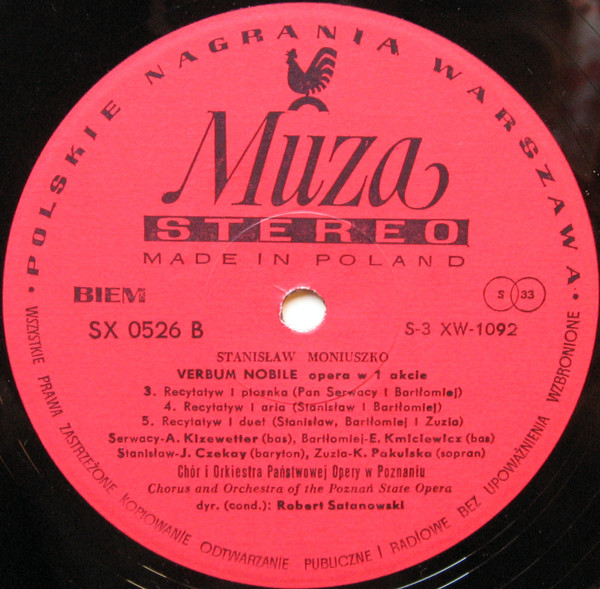 • POLSKIE NAGRANIA WARSZAWA •
Muza
STEREO
MADE IN POLAND
BIEM
S 33
SX 0526 B
S-3 XW-1092
STANISŁAW MONIUSZKO
VERBUM NOBILE opera w 1 akcie
3. Recytatyw i piosnka (Pan Serwacy i Bartłomiej)
4. Recytatyw i aria (Stanisław i Bartłomiej)
5. Recytatyw i duet (Stanisław, Bartłomiej i Zuzia)
Serwacy-A. Kizewetter (bas), Bartłomiej-E. Kmiciewicz (bas)
Stanisław-J. Czekay (baryton), Zuzia-K. Pakulska (sopran)
Chór i Orkiestra Państwowej Opery w Poznaniu
Chorus and Orchestra of the Poznań State Opera
dyr. (cond.): Robert Satanowski
WSZYSTKIE PRAWA ZASTRZEŻONE KOPIOWANIE ODTWARZANIE PUBLICZNE I RADIOWE BEZ UPOWAŻNIENIA WZBRONIONE